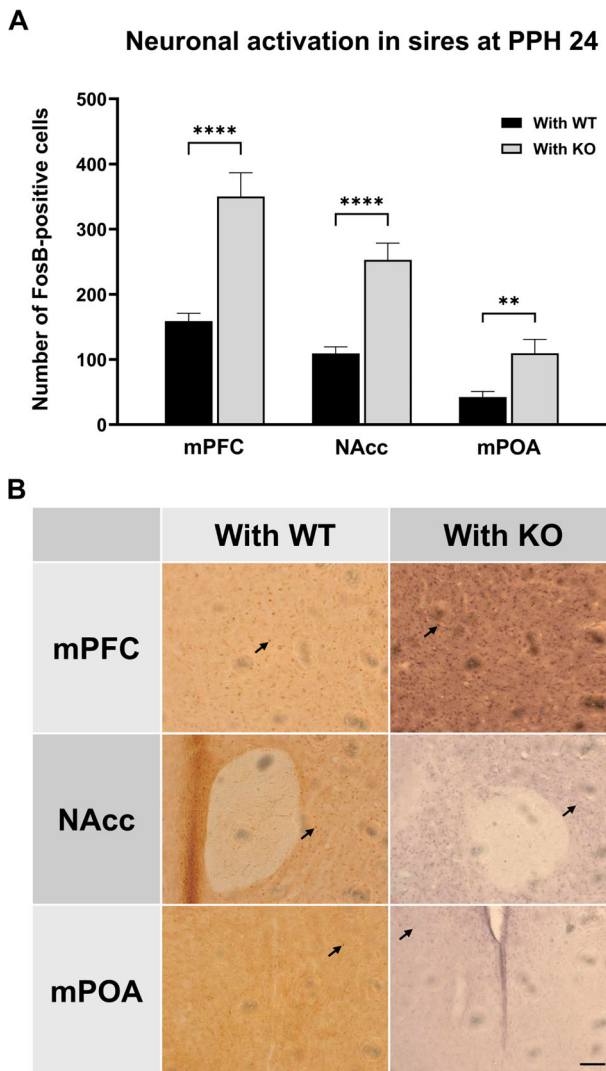 A
Neuronal activation in sires at PPH 24
Number of FosB-positive cells
500
400
300
200
100
0
With WT
With KO
****
****
**
mPFC
NAcc
mPOA
B
With WT
With KO
mPFC
NAcc
mPOA